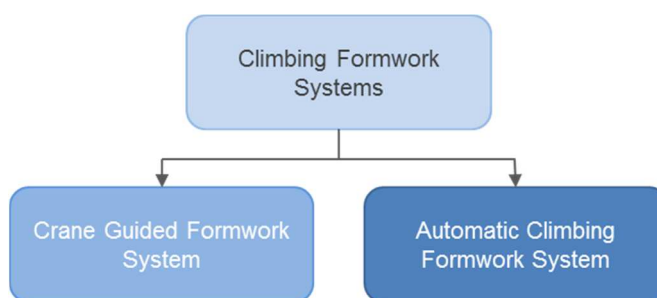 Climbing Formwork
Systems
Crane Guided Formwork
System
Automatic Climbing
Formwork System